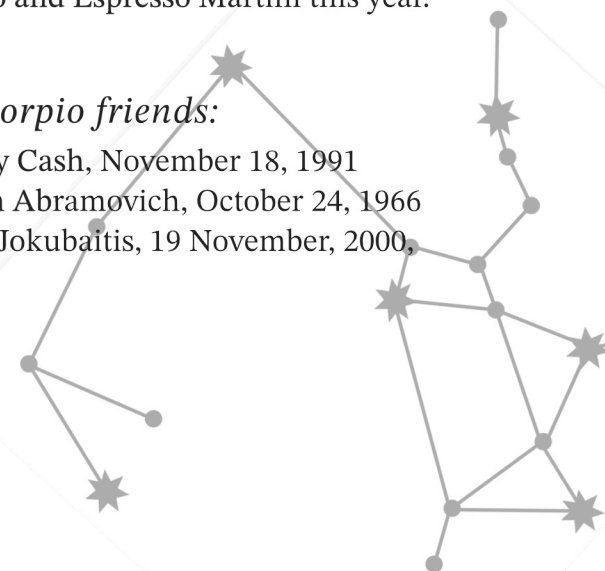 and Espresso Martini this year.
orpio friends:
y Cash, November 18, 1991
Abramovich, October 24, 1966
Jokubaitis, 19 November, 2000,